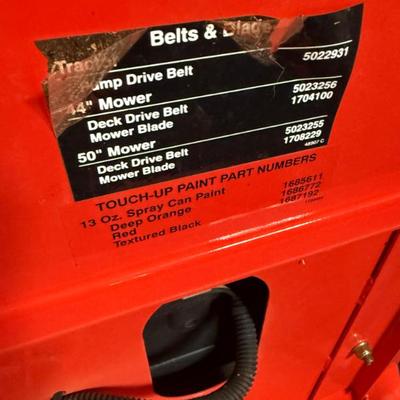 Belts &
5022931
Drive Belt
44" Mower 5023256
Deck Drive Belt 1704100
Mower Blade
50" Mower 5023255
Deck Drive Belt 1708229
Mower Blade 48307 C
TOUCH-UP PAINT PART NUMBERS
13 Oz. Spray Can Paint 1685611
Deep Orange 1686772
Red 1687192
Textured Black